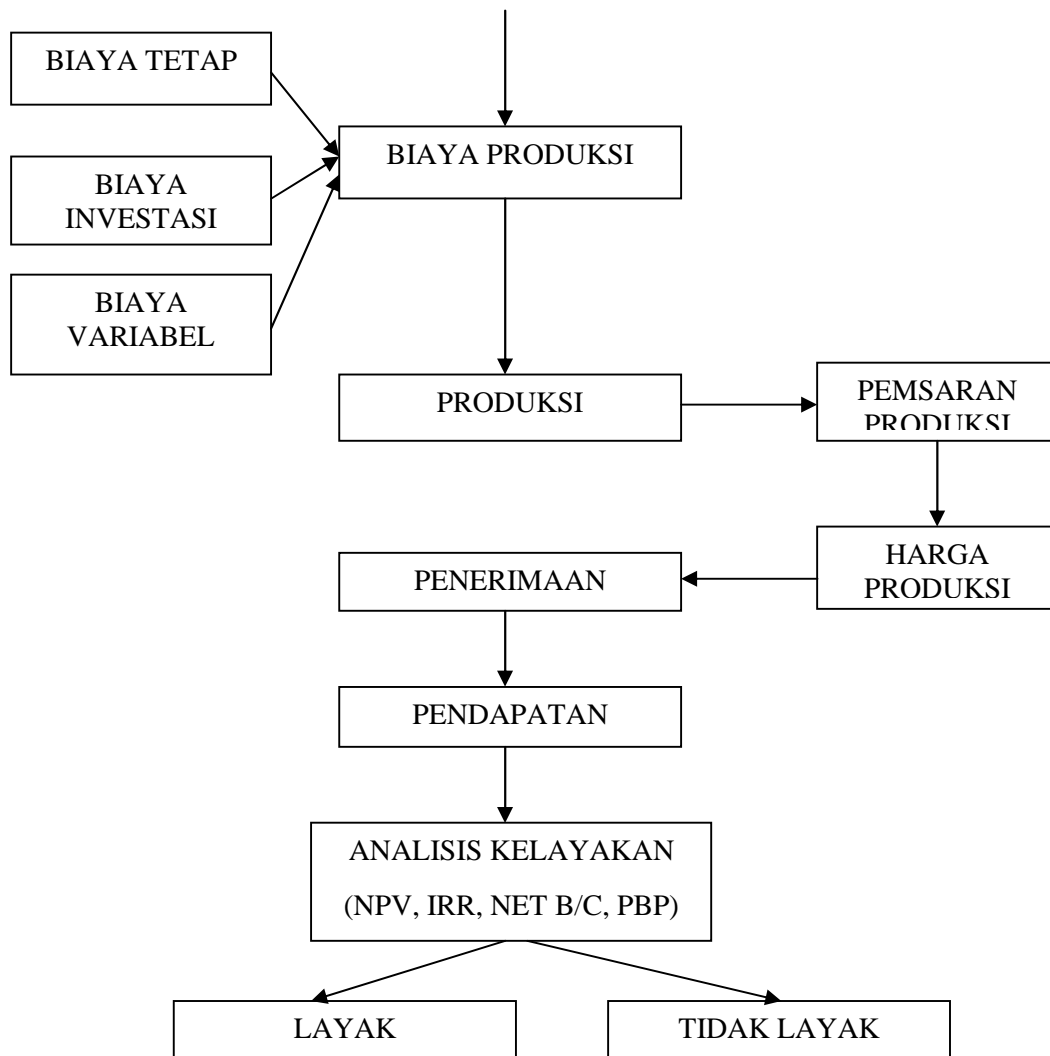 BIAYA TETAP
BIAYA PRODUKSI
BIAYA
INVESTASI
BIAYA
VARIABEL
PRODUKSI
PEMSARAN
PRODUKSI
HARGA
PRODUKSI
PENERIMAAN
PENDAPATAN
ANALISIS KELAYAKAN
(NPV, IRR, NET B/C, PBP)
LAYAK
TIDAK LAYAK